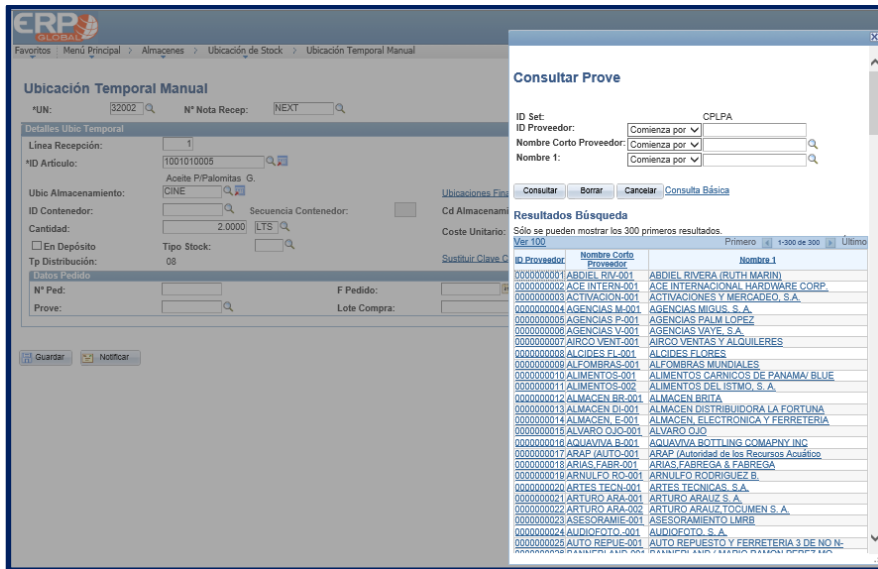 ERP
GLOBAL
Favoritos Menú Principal > Almacenes > Ubicación de Stock > Ubicación Temporal Manual
Ubicación Temporal Manual
*UN: 32002 Nº Nota Recep: NEXT
Detalles Ubic Temporal
Línea Recepción: 1
*ID Artículo: 1001010005
Aceite P/Palomitas G.
Ubic Almacenamiento: CINE Ubicaciones Fina
ID Contenedor: Secuencia Contenedor: Cd Almacenami
Cantidad: 2.0000 LTS Coste Unitario:
En Depósito Tipo Stock:
Tp Distribución: 08 Sustituir Clave C
Datos Pedido
Nº Ped: F Pedido:
Prove: Lote Compra:
Guardar Notificar
Consultar Prove
ID Set: CPLPA
ID Proveedor: Comienza por
Nombre Corto Proveedor: Comienza por
Nombre 1: Comienza por
Consultar Borrar Cancelar Consulta Básica
Resultados Búsqueda
Sólo se pueden mostrar los 300 primeros resultados.
Ver 100 Primero 1-300 de 300 Último
ID Proveedor Nombre Corto Proveedor Nombre 1
0000000001 ABDIEL RIV-001 ABDIEL RIVERA (RUTH MARIN)
0000000002 ACE INTERN-001 ACE INTERNACIONAL HARDWARE CORP.
0000000003 ACTIVACION-001 ACTIVACIONES Y MERCADEO, S.A.
0000000004 AGENCIAS M-001 AGENCIAS MIGUS, S. A.
0000000005 AGENCIAS P-001 AGENCIAS PALM LOPEZ
0000000006 AGENCIAS V-001 AGENCIAS VAYE, S.A.
0000000007 AIRCO VENT-001 AIRCO VENTAS Y ALQUILERES
0000000008 ALCIDES FL-001 ALCIDES FLORES
0000000009 ALFOMBRAS-001 ALFOMBRAS MUNDIALES
0000000010 ALIMENTOS-001 ALIMENTOS CARNICOS DE PANAMA/ BLUE
0000000011 ALIMENTOS-002 ALIMENTOS DEL ISTMO, S. A.
0000000012 ALMACEN BR-001 ALMACEN BRITA
0000000013 ALMACEN DI-001 ALMACEN DISTRIBUIDORA LA FORTUNA
0000000014 ALMACEN, E-001 ALMACEN, ELECTRONICA Y FERRETERIA
0000000015 ALVARO OJO-001 ALVARO OJO
0000000016 AQUAVIVA B-001 AQUAVIVA BOTTLING COMAPNY INC
0000000017 ARAP (AUTO-001 ARAP (Autoridad de los Recursos Acuático
0000000018 ARIAS,FABR-001 ARIAS,FABREGA & FABREGA
0000000019 ARNULFO RO-001 ARNULFO RODRIGUEZ B.
0000000020 ARTES TECN-001 ARTES TECNICAS, S.A.
0000000021 ARTURO ARA-001 ARTURO ARAUZ S. A.
0000000022 ARTURO ARA-002 ARTURO ARAUZ,TOCUMEN S. A.
0000000023 ASESORAMIE-001 ASESORAMIENTO LMRB
0000000024 AUDIOFOTO,-001 AUDIOFOTO, S. A.
0000000025 AUTO REPUE-001 AUTO REPUESTO Y FERRETERIA 3 DE NO N-